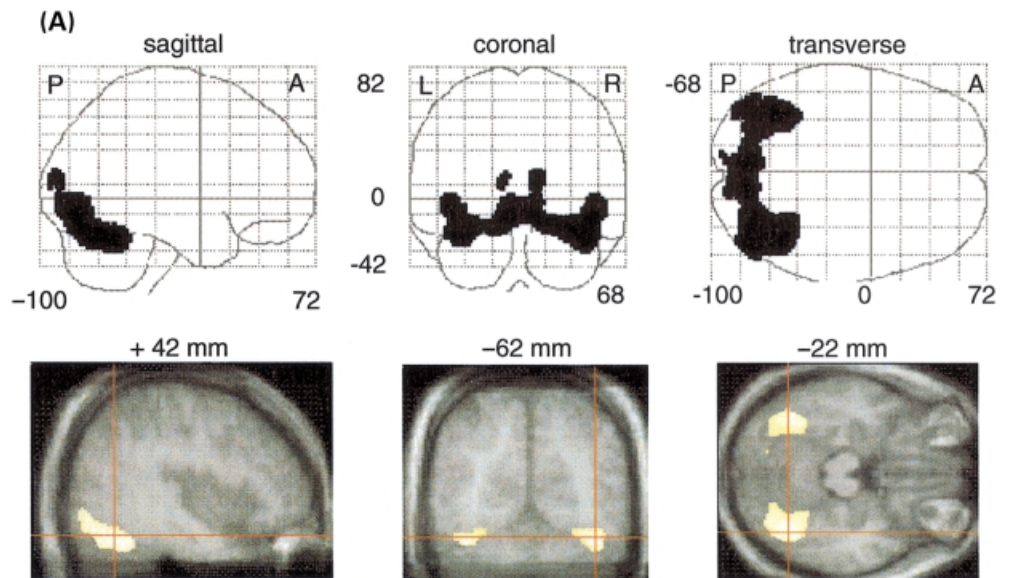 (A)
sagittal
coronal
transverse
P A
82 L R
-68 P A
0
-42
−100 72
68
-100 0 72
+ 42 mm
−62 mm
−22 mm